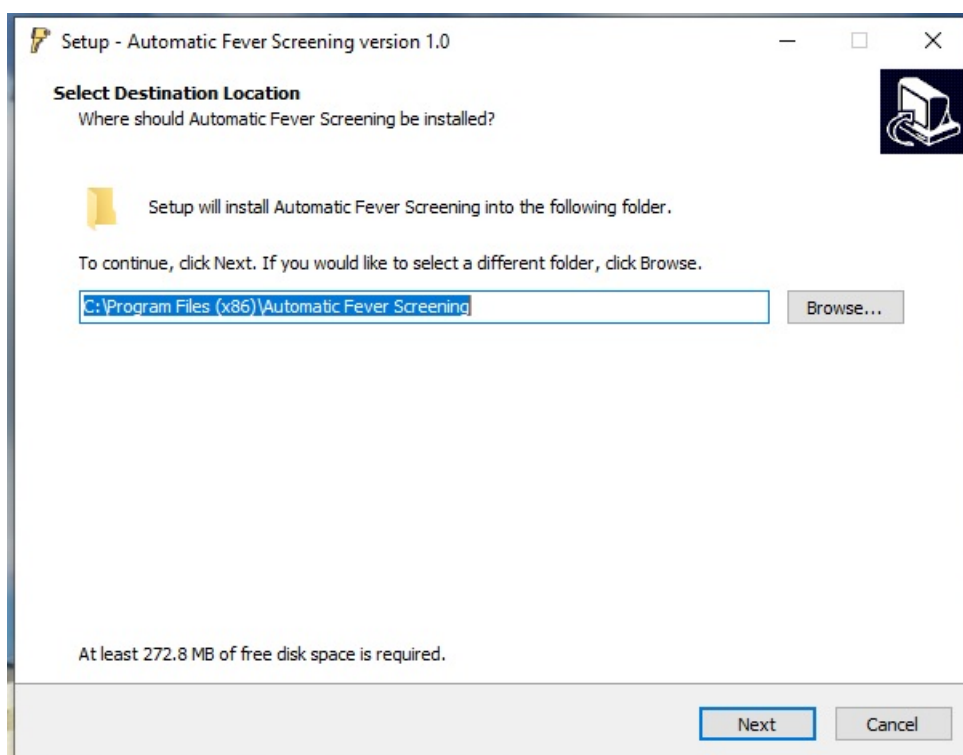 Setup - Automatic Fever Screening version 1.0
Select Destination Location
Where should Automatic Fever Screening be installed?
Setup will install Automatic Fever Screening into the following folder.
To continue, click Next. If you would like to select a different folder, click Browse.
C:\Program Files (x86)\Automatic Fever Screening
Browse...
At least 272.8 MB of free disk space is required.
Next
Cancel